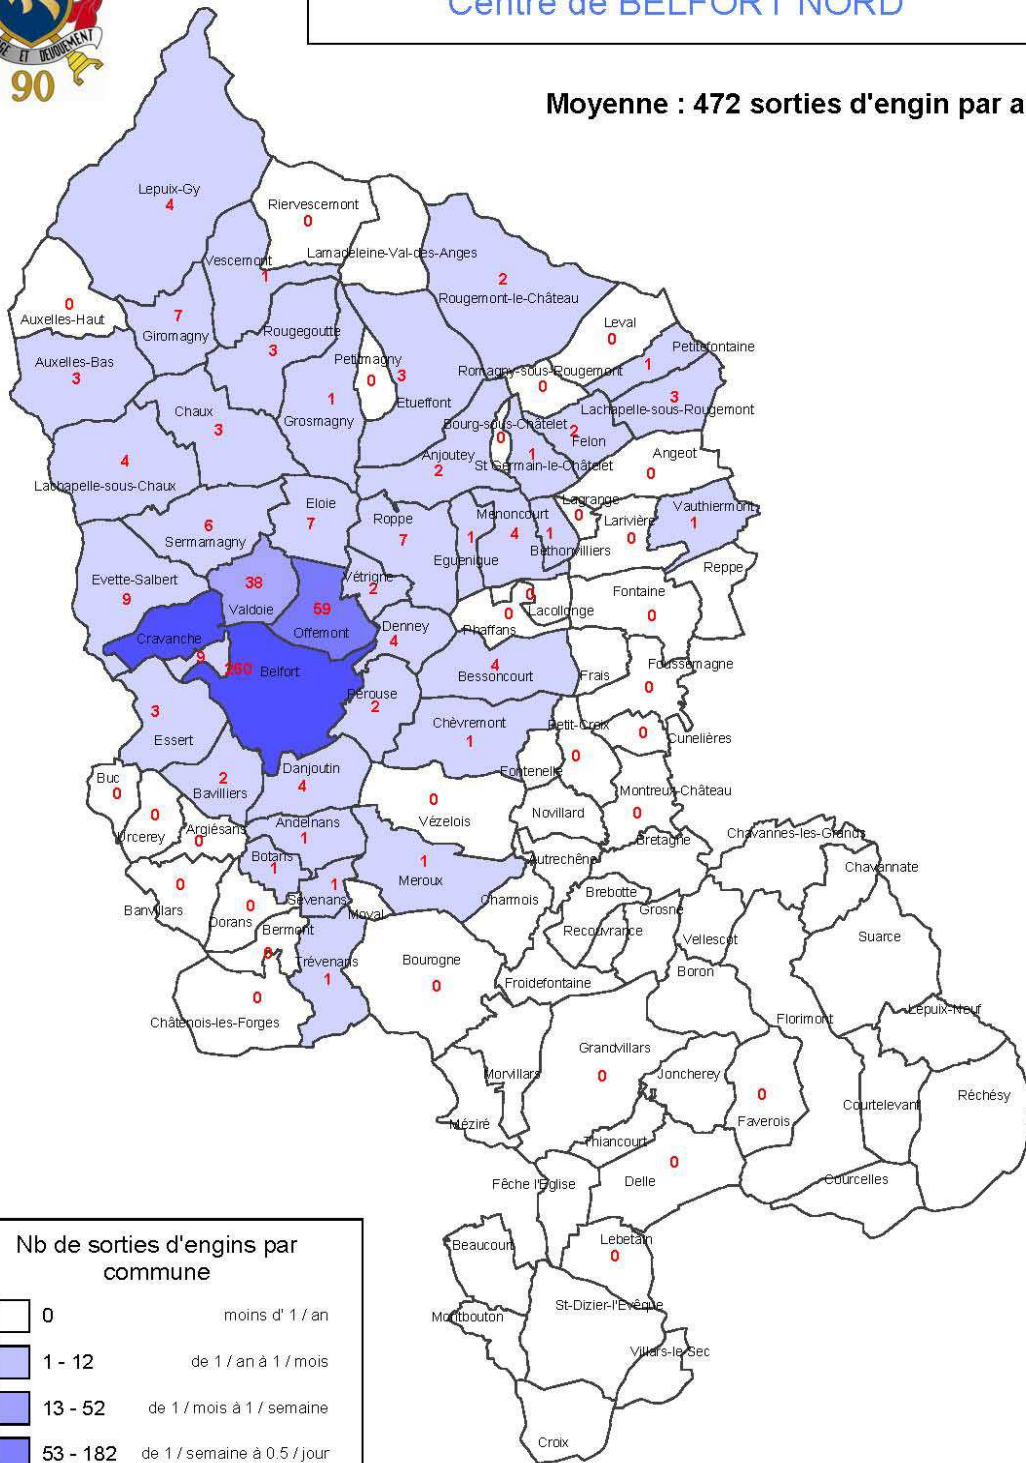 Centre de BELFORT NORD
GE ET DEVOUEMENT
90
Moyenne : 472 sorties d'engin par a
Lepuix-Gy
4
Riervescemont
0
Lamadeleine-Val-des-Anges
Vescemont
1
Rougemont-le-Château
2
Auxelles-Haut
0
Giromagny
7
Rougegoutte
3
Leval
0
Petitefontaine
1
Auxelles-Bas
3
Petitmagny
0
Etueffont
3
Romagny-sous-Rougemont
0
Lachapelle-sous-Rougemont
3
Chaux
3
Grosmagny
1
Bourg-sous-Châtelet
0
Felon
2
Lachapelle-sous-Chaux
4
Anjoutey
2
St Germain-le-Châtelet
1
Angeot
0
Eloie
7
Roppe
7
Menoncourt
4
Lagrange
0
Larivière
0
Vauthiermont
1
Sermamagny
6
Eguenigue
1
Bethonvilliers
1
Reppe
Evette-Salbert
9
Valdoie
38
Offemont
59
Vétrigne
2
Fontaine
0
Lacollonge
0
Phaffans
0
Cravanche
9
Belfort
260
Denney
4
Bessoncourt
4
Frais
Foussemagne
0
Pérouse
2
Essert
3
Chèvremont
1
Petit-Croix
0
Cunelières
0
Fontenelle
Buc
0
Bavilliers
2
Danjoutin
4
Vézelois
0
Novillard
Montreux-Château
0
Urcerey
0
Argiésans
0
Andelnans
1
Bretagne
Chavannes-les-Grands
Botans
1
Meroux
1
Autrechêne
Chavannate
Banvillars
0
Sévenans
1
Charmois
Brebotte
Dorans
0
Moval
Grosne
Recouvrance
Vellescot
Suarce
Bermont
0
Trévenans
1
Bourogne
0
Froidefontaine
Boron
Châtenois-les-Forges
0
Florimont
Lepuix-Neuf
Grandvillars
0
Morvillars
Joncherey
Faverois
0
Courtelevant
Réchésy
Méziré
Thiancourt
Fêche l'Eglise
Delle
0
Courcelles
Beaucourt
Lebetain
0
Montbouton
St-Dizier-l'Evêque
Villars-le-Sec
Croix
Nb de sorties d'engins par
commune
0 moins d' 1 / an
1 - 12 de 1 / an à 1 / mois
13 - 52 de 1 / mois à 1 / semaine
53 - 182 de 1 / semaine à 0.5 / jour